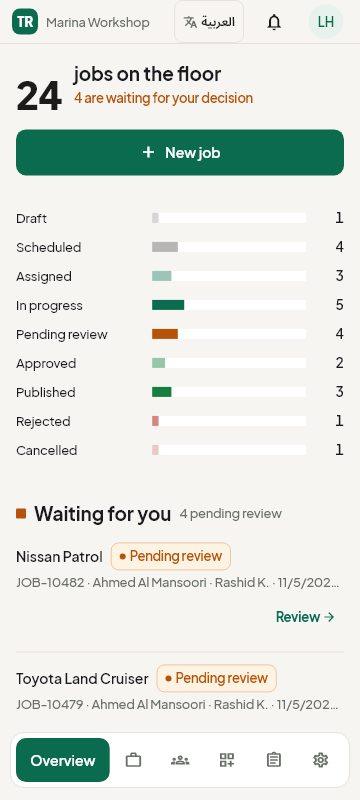 TR Marina Workshop العربية LH
24 jobs on the floor
4 are waiting for your decision
+ New job
Draft 1
Scheduled 4
Assigned 3
In progress 5
Pending review 4
Approved 2
Published 3
Rejected 1
Cancelled 1
Waiting for you 4 pending review
Nissan Patrol Pending review
JOB-10482 · Ahmed Al Mansoori · Rashid K. · 11/5/202...
Review →
Toyota Land Cruiser Pending review
JOB-10479 · Ahmed Al Mansoori · Rashid K. · 11/5/202...
Overview